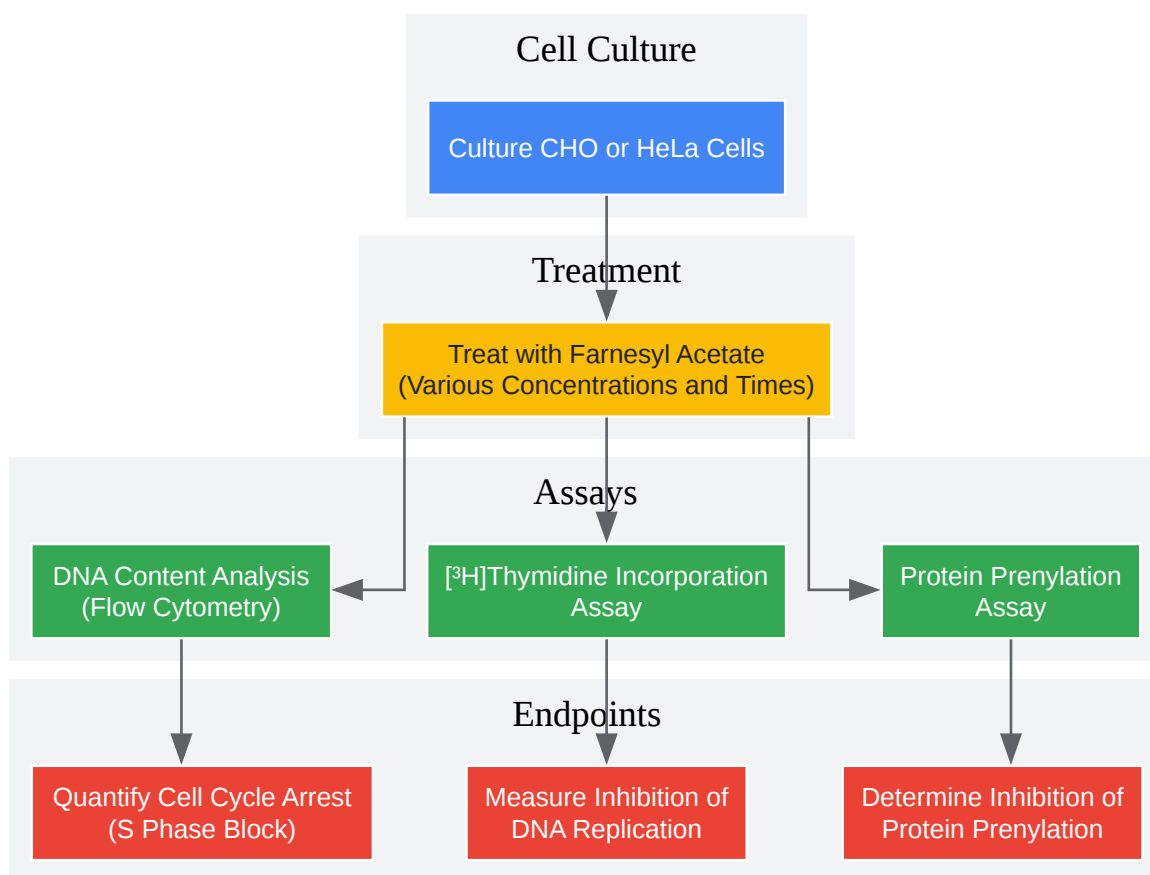 Cell Culture
Culture CHO or HeLa Cells
Treatment
Treat with Farnesyl Acetate
(Various Concentrations and Times)
Assays
DNA Content Analysis
(Flow Cytometry)
[³H]Thymidine Incorporation
Assay
Protein Prenylation
Assay
Endpoints
Quantify Cell Cycle Arrest
(S Phase Block)
Measure Inhibition of
DNA Replication
Determine Inhibition of
Protein Prenylation